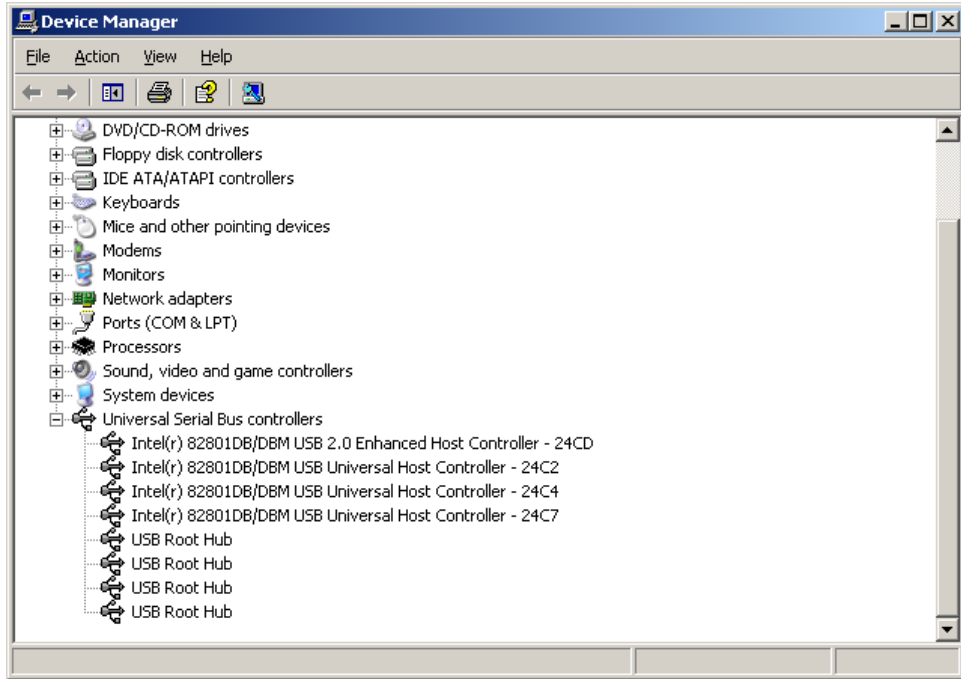 Device Manager
File Action View Help
DVD/CD-ROM drives
Floppy disk controllers
IDE ATA/ATAPI controllers
Keyboards
Mice and other pointing devices
Modems
Monitors
Network adapters
Ports (COM & LPT)
Processors
Sound, video and game controllers
System devices
Universal Serial Bus controllers
Intel(r) 82801DB/DBM USB 2.0 Enhanced Host Controller - 24CD
Intel(r) 82801DB/DBM USB Universal Host Controller - 24C2
Intel(r) 82801DB/DBM USB Universal Host Controller - 24C4
Intel(r) 82801DB/DBM USB Universal Host Controller - 24C7
USB Root Hub
USB Root Hub
USB Root Hub
USB Root Hub